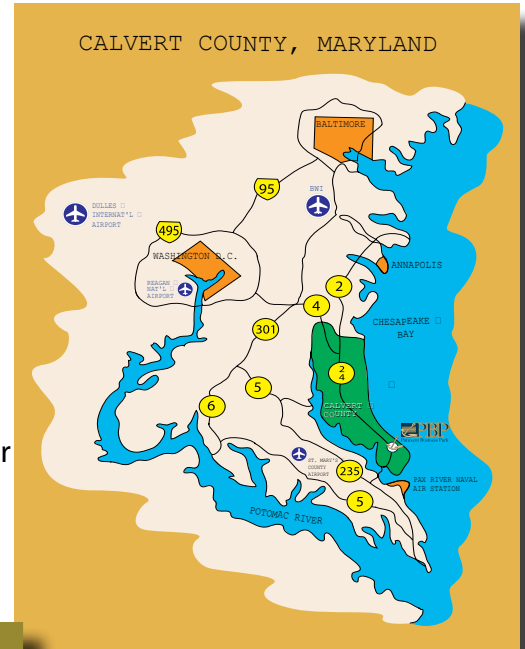 CALVERT COUNTY, MARYLAND
BALTIMORE
95
BWI
DULLES
INTERNAT'L
AIRPORT
495
WASHINGTON D.C.
ANNAPOLIS
REAGAN
NAT'L
AIRPORT
2
4
CHESAPEAKE
BAY
301
2
4
5
6
CALVERT
COUNTY
PBP
r
ST. MARY'S
COUNTY
AIRPORT
235
PAX RIVER NAVAL
AIR STATION
5
POTOMAC RIVER